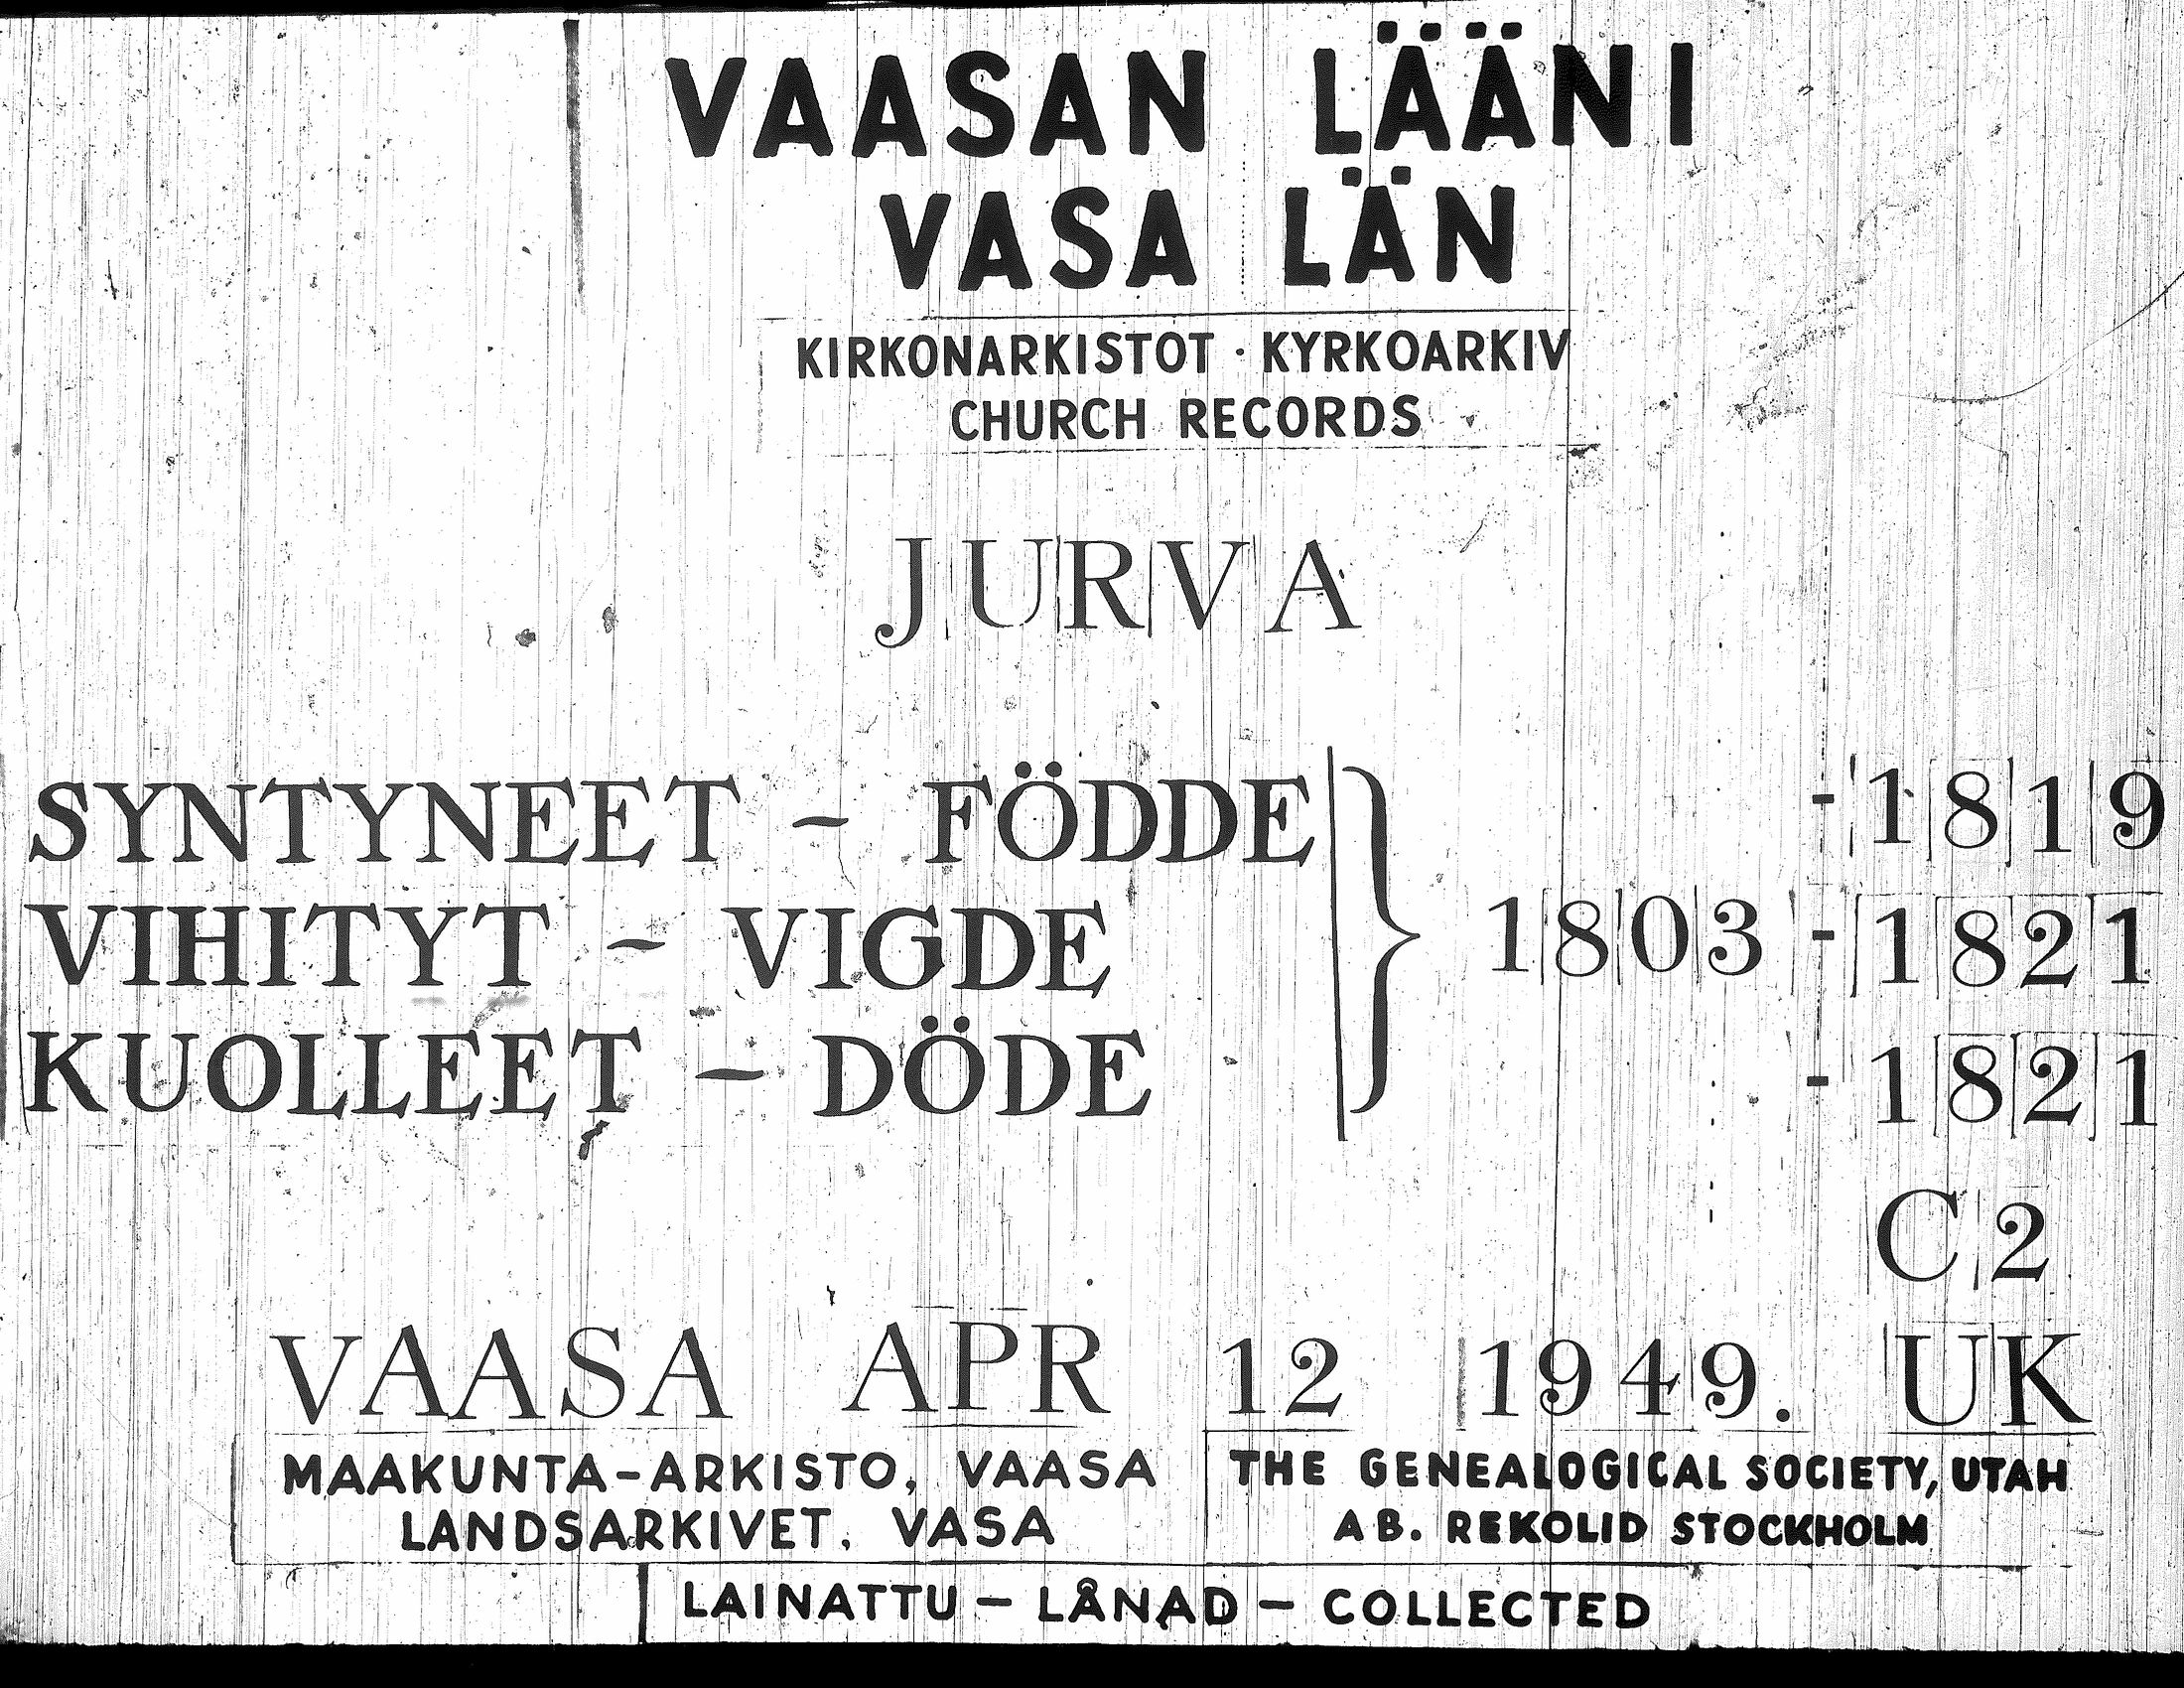 VAASAN LÄÄNI
VASA LÄN
KIRKONARKISTOT · KYRKOARKIV
CHURCH RECORDS
JURVA
SYNTYNEET - FÖDDE } - 1819
VIHITYT - VIGDE } 1803 - 1821
KUOLLEET - DÖDE } - 1821
C 2
VAASA APR 12 1949. UK
MAAKUNTA-ARKISTO, VAASA
LANDSARKIVET, VASA
THE GENEALOGICAL SOCIETY, UTAH
AB. REKOLID STOCKHOLM
LAINATTU - LÅNAD - COLLECTED